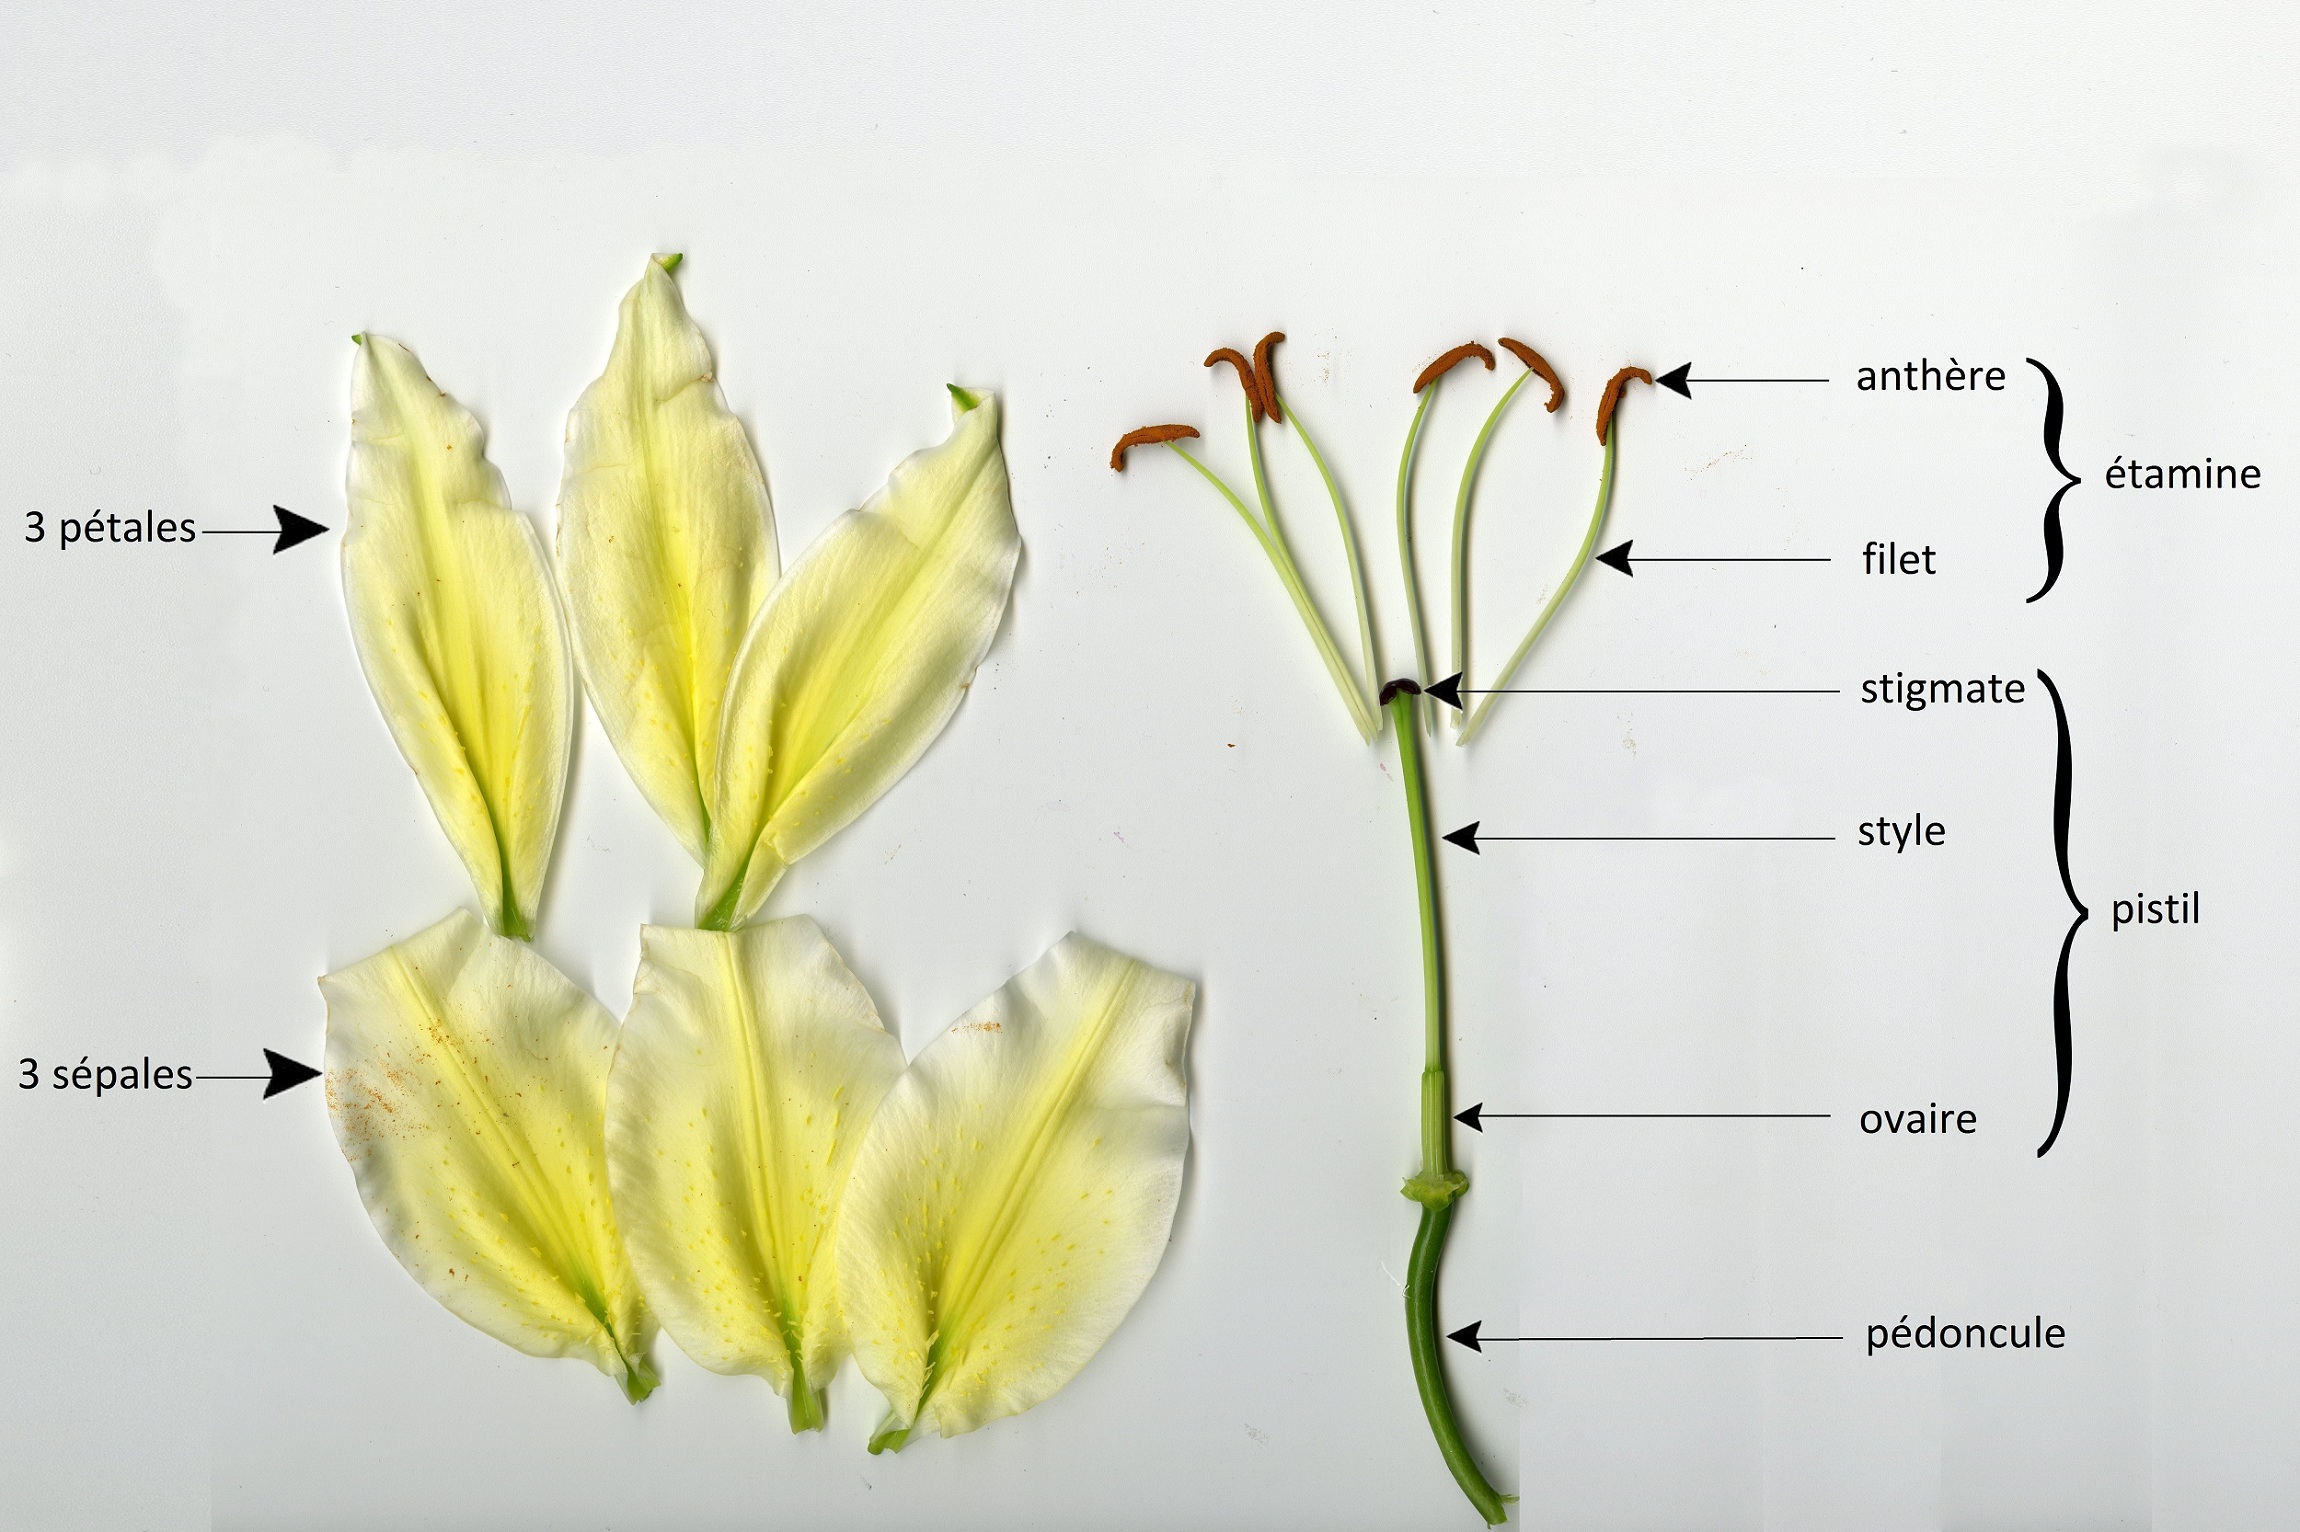 3 pétales
3 sépales
anthère
filet
étamine
stigmate
style
ovaire
pistil
pédoncule